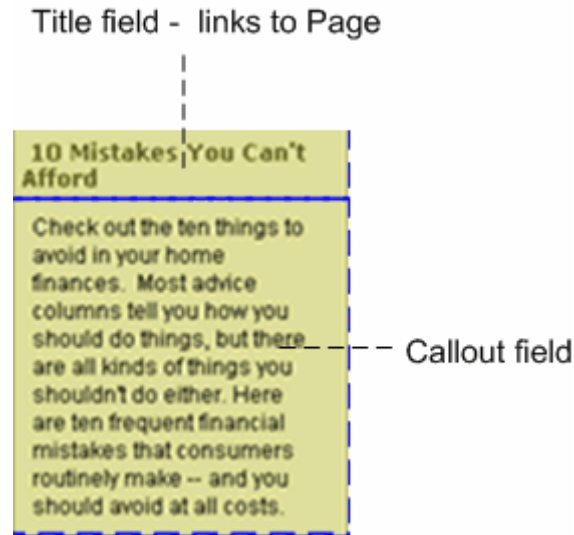 Title field - links to Page
10 Mistakes You Can't
Afford
Check out the ten things to
avoid in your home
finances. Most advice
columns tell you how you
should do things, but there
are all kinds of things you
shouldn't do either. Here
are ten frequent financial
mistakes that consumers
routinely make -- and you
should avoid at all costs.
Callout field